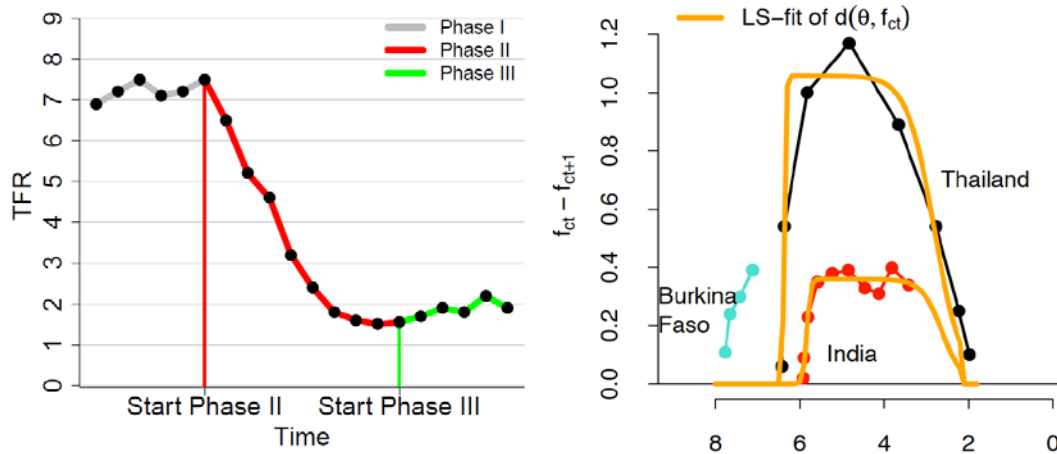 Phase I
Phase II
Phase III
9
8
7
6
5
4
3
2
1
0
TFR
Start Phase II
Start Phase III
Time
LS−fit of d(θ, f_ct)
1.2
1.0
0.8
0.6
0.4
0.2
0.0
f_ct − f_ct+1
Thailand
Burkina
Faso
India
8
6
4
2
0